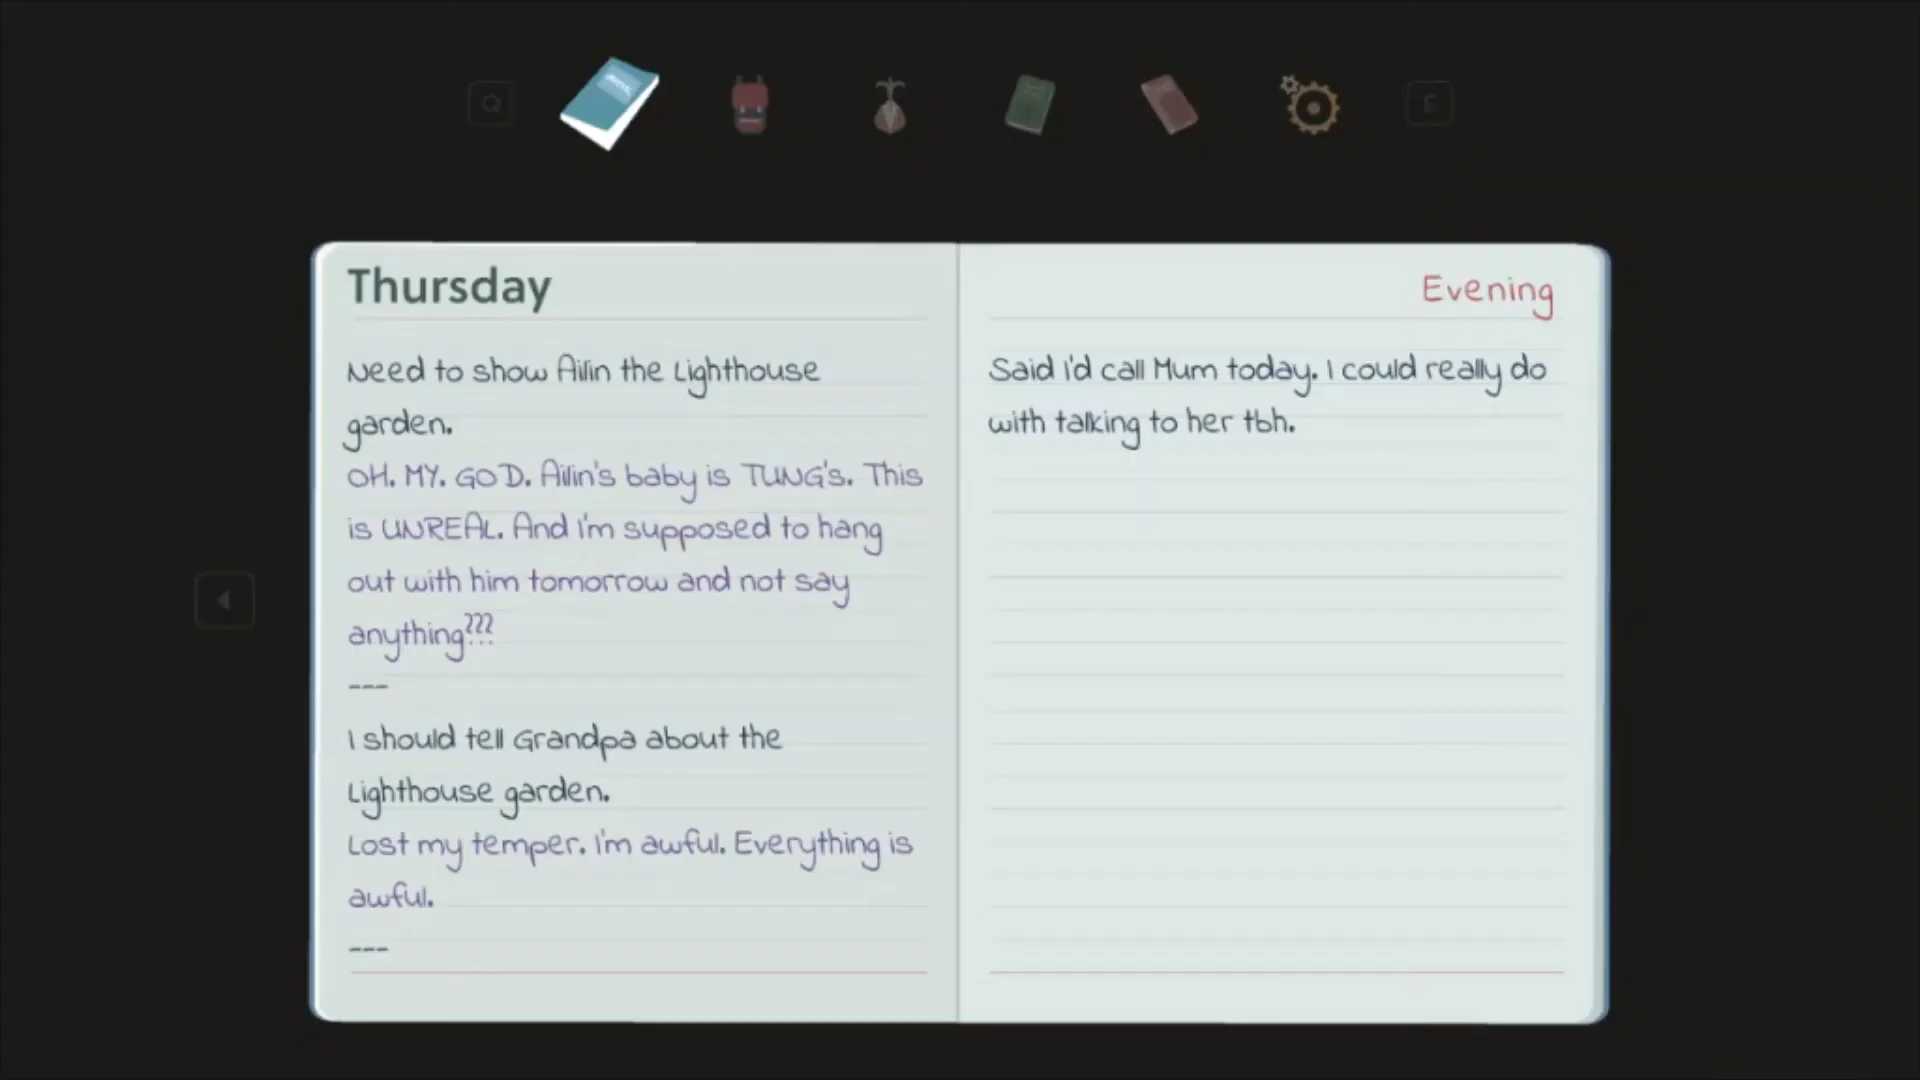 Q
E
Thursday
Evening
Need to show Ailin the Lighthouse
garden.
OH. MY. GOD. Ailin's baby is TUNG's. This
is UNREAL. And i'm supposed to hang
out with him tomorrow and not say
anything???
---
I should tell Grandpa about the
Lighthouse garden.
Lost my temper. I'm awful. Everything is
awful.
---
Said i'd call Mum today. I could really do
with talking to her tbh.